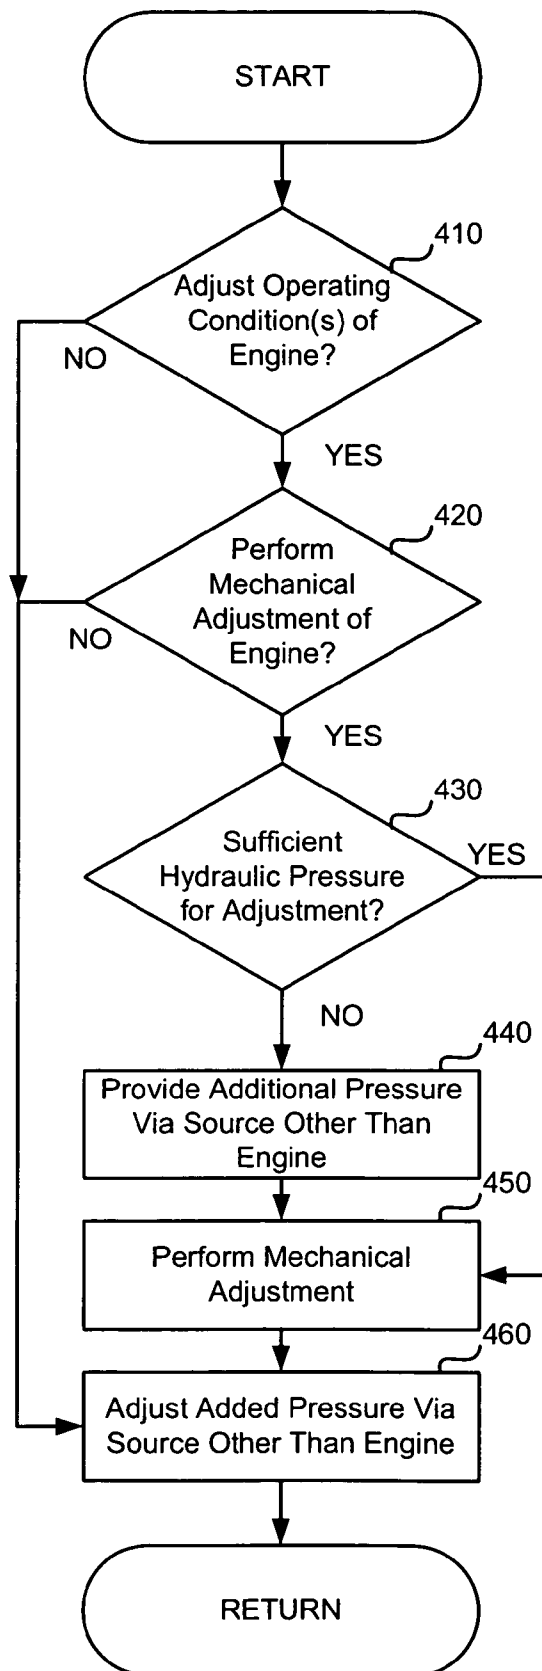 START
410
Adjust Operating
Condition(s) of
Engine?
NO
YES
420
Perform
Mechanical
Adjustment of
Engine?
NO
YES
430
Sufficient
Hydraulic Pressure
for Adjustment?
YES
NO
440
Provide Additional Pressure
Via Source Other Than
Engine
450
Perform Mechanical
Adjustment
460
Adjust Added Pressure Via
Source Other Than Engine
RETURN